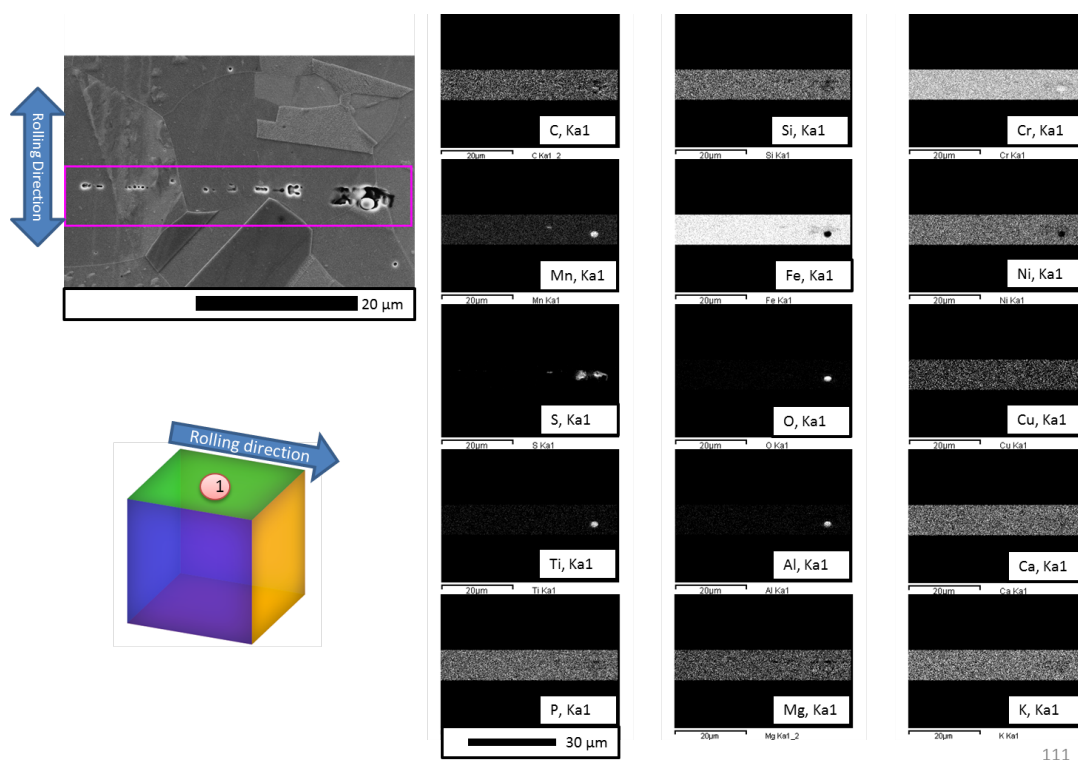 Rolling Direction
20 µm
Rolling direction
1
C, Ka1
20µm
C Ka1_2
Si, Ka1
20µm
Si Ka1
Cr, Ka1
20µm
Cr Ka1
Mn, Ka1
20µm
Mn Ka1
Fe, Ka1
20µm
Fe Ka1
Ni, Ka1
20µm
Ni Ka1
S, Ka1
20µm
S Ka1
O, Ka1
20µm
O Ka1
Cu, Ka1
20µm
Cu Ka1
Ti, Ka1
20µm
Ti Ka1
Al, Ka1
20µm
Al Ka1
Ca, Ka1
20µm
Ca Ka1
P, Ka1
30 µm
Mg, Ka1
20µm
Mg Ka1_2
K, Ka1
20µm
K Ka1
111